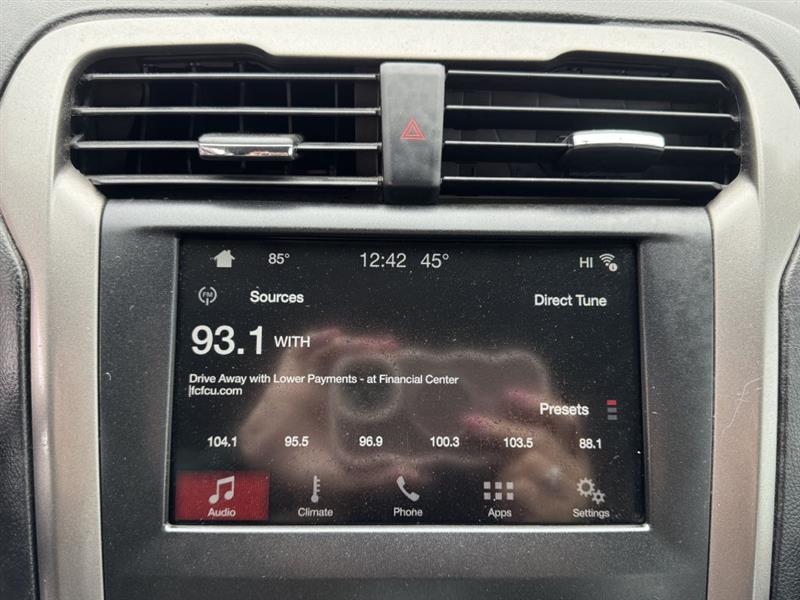 85° 12:42 45° HI
FM Sources Direct Tune
93.1 WITH
Drive Away with Lower Payments - at Financial Center
|fcfcu.com
Presets
104.1 95.5 96.9 100.3 103.5 88.1
Audio Climate Phone Apps Settings